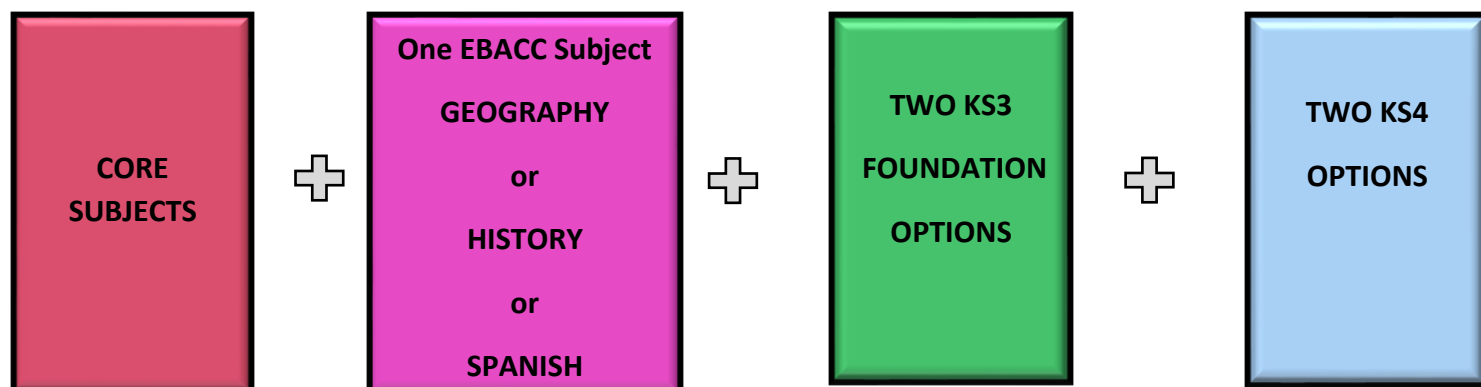 CORE
SUBJECTS
One EBACC Subject
GEOGRAPHY
or
HISTORY
or
SPANISH
TWO KS3
FOUNDATION
OPTIONS
TWO KS4
OPTIONS